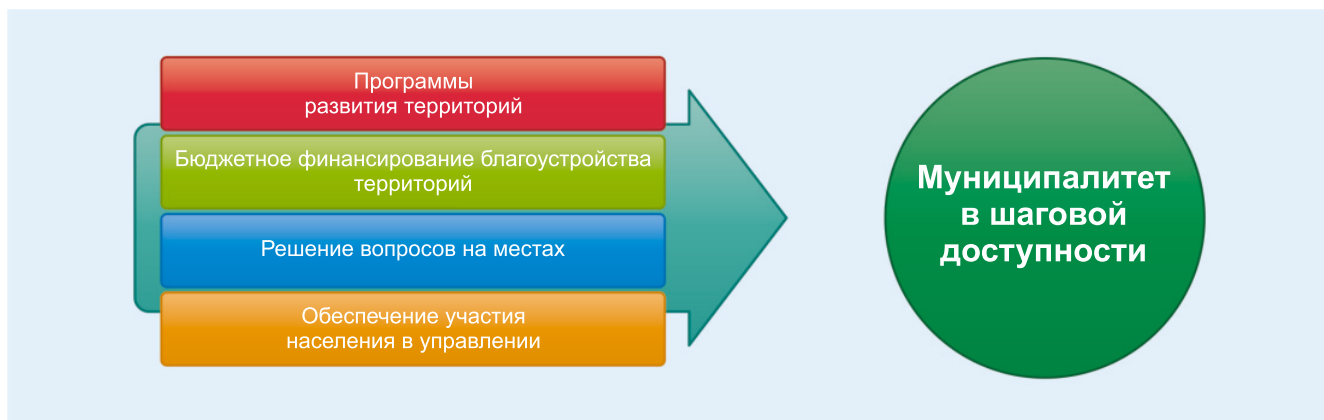 Программы
развития территорий
Бюджетное финансирование благоустройства
территорий
Решение вопросов на местах
Обеспечение участия
населения в управлении
Муниципалитет
в шаговой
доступности